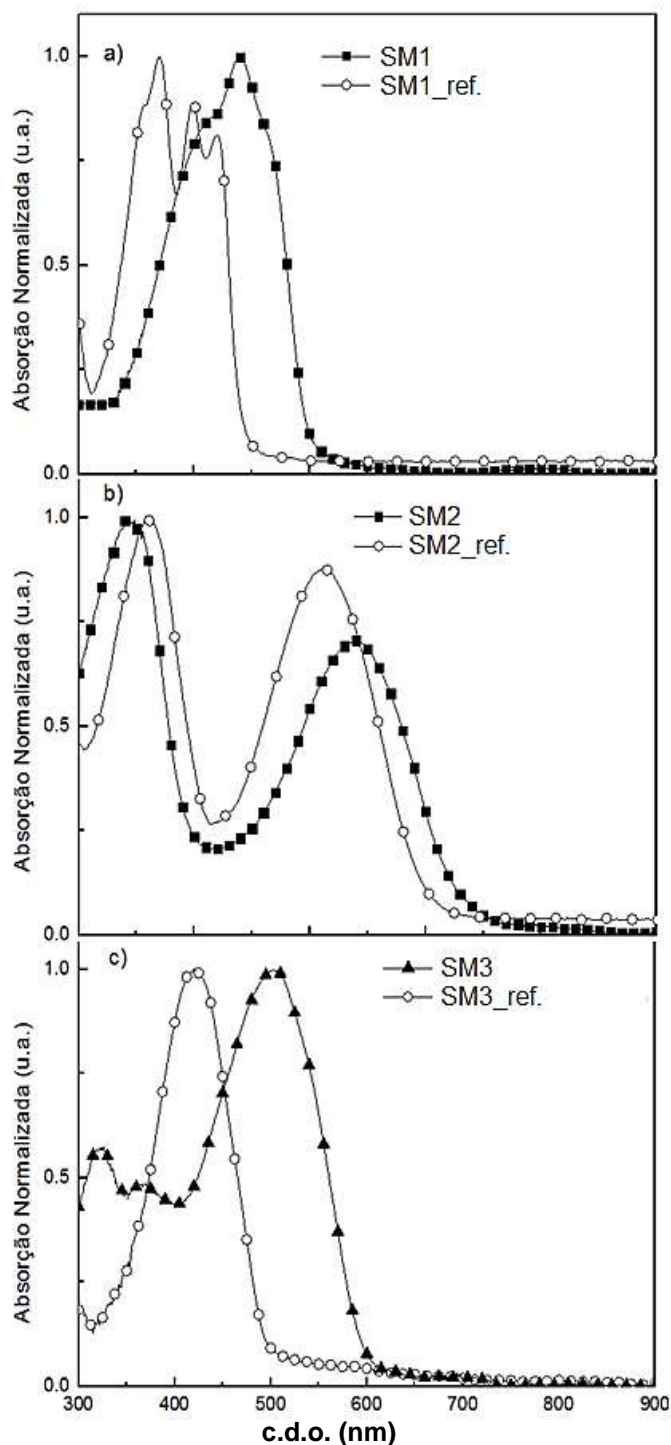 a)
SM1
SM1_ref.
1.0
0.5
0.0
Absorção Normalizada (u.a.)
b)
SM2
SM2_ref.
1.0
0.5
0.0
Absorção Normalizada (u.a.)
c)
SM3
SM3_ref.
1.0
0.5
0.0
Absorção Normalizada (u.a.)
300 400 500 600 700 800 900
c.d.o. (nm)